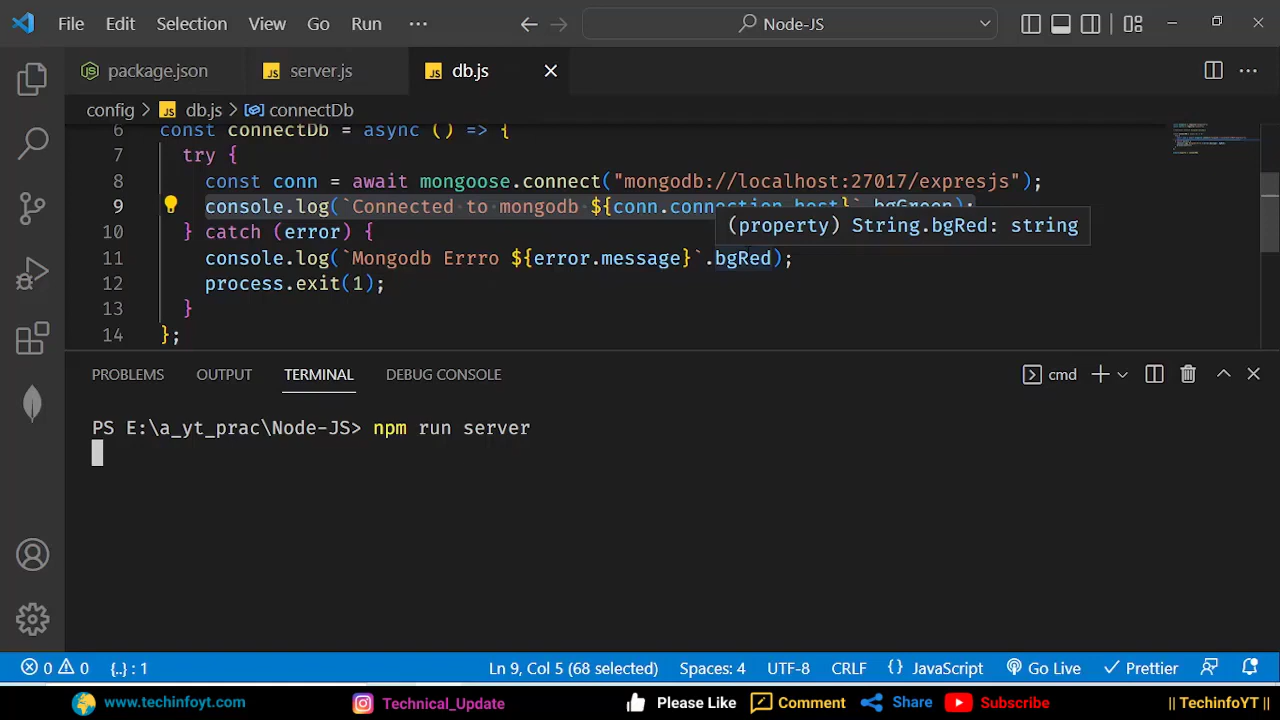 File Edit Selection View Go Run ··· Node-JS
package.json server.js db.js
config > db.js > connectDb
6 const connectDb = async () => {
7 try {
8 const conn = await mongoose.connect("mongodb://localhost:27017/expresjs");
9 console.log(`Connected to mongodb ${conn.connection.host}`.bgGreen);
(property) String.bgRed: string
10 } catch (error) {
11 console.log(`Mongodb Errro ${error.message}`.bgRed);
12 process.exit(1);
13 }
14 };
PROBLEMS OUTPUT TERMINAL DEBUG CONSOLE cmd
PS E:\a_yt_prac\Node-JS> npm run server
0 0 {..} : 1 Ln 9, Col 5 (68 selected) Spaces: 4 UTF-8 CRLF {} JavaScript Go Live Prettier
www.techinfoyt.com Technical_Update Please Like Comment Share Subscribe || TechinfoYT ||